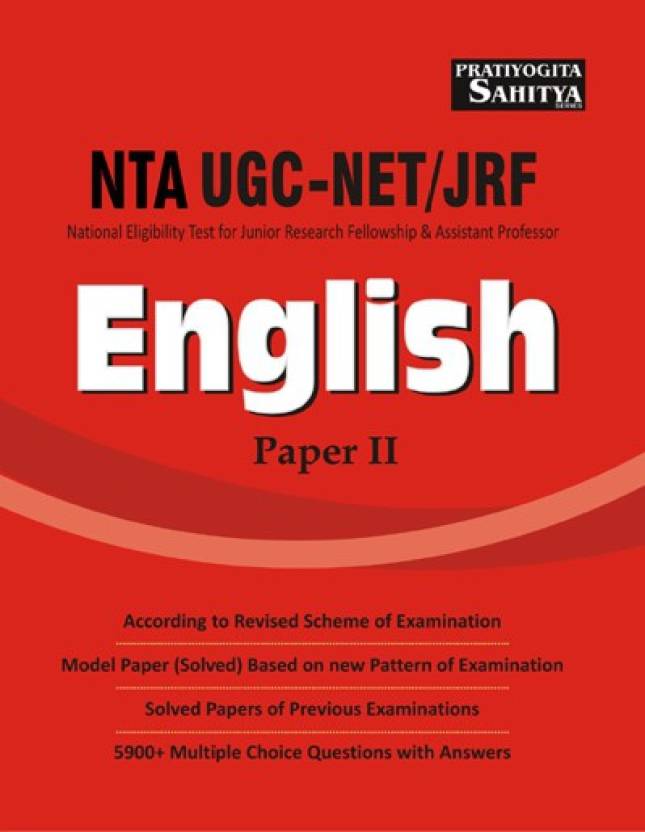 PRATIYOGITA
SAHITYA
SERIES
NTA UGC-NET/JRF
National Eligibility Test for Junior Research Fellowship & Assistant Professor
English
Paper II
According to Revised Scheme of Examination
Model Paper (Solved) Based on new Pattern of Examination
Solved Papers of Previous Examinations
5900+ Multiple Choice Questions with Answers